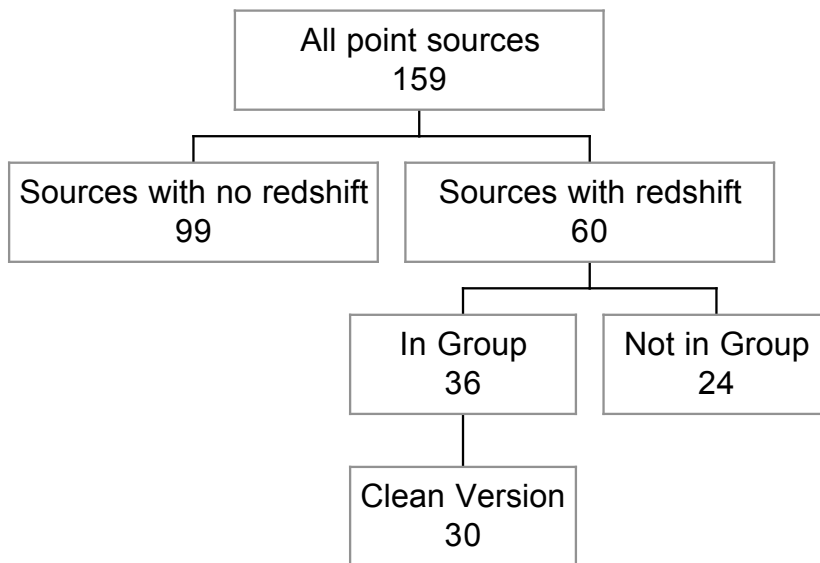 All point sources
159
Sources with no redshift
99
Sources with redshift
60
In Group
36
Not in Group
24
Clean Version
30